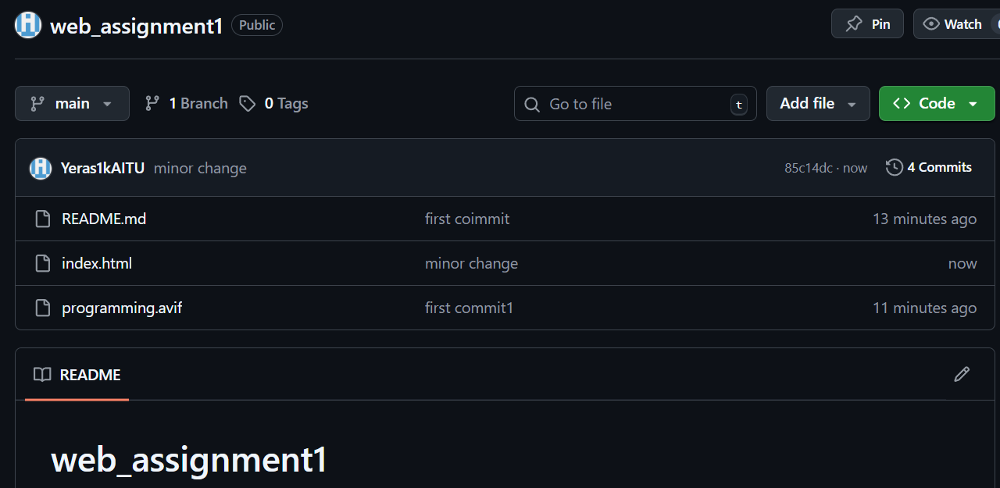 web_assignment1 Public Pin Watch
main 1 Branch 0 Tags Go to file t Add file Code
Yeras1kAITU minor change 85c14dc · now 4 Commits
README.md first coimmit 13 minutes ago
index.html minor change now
programming.avif first commit1 11 minutes ago
README
web_assignment1